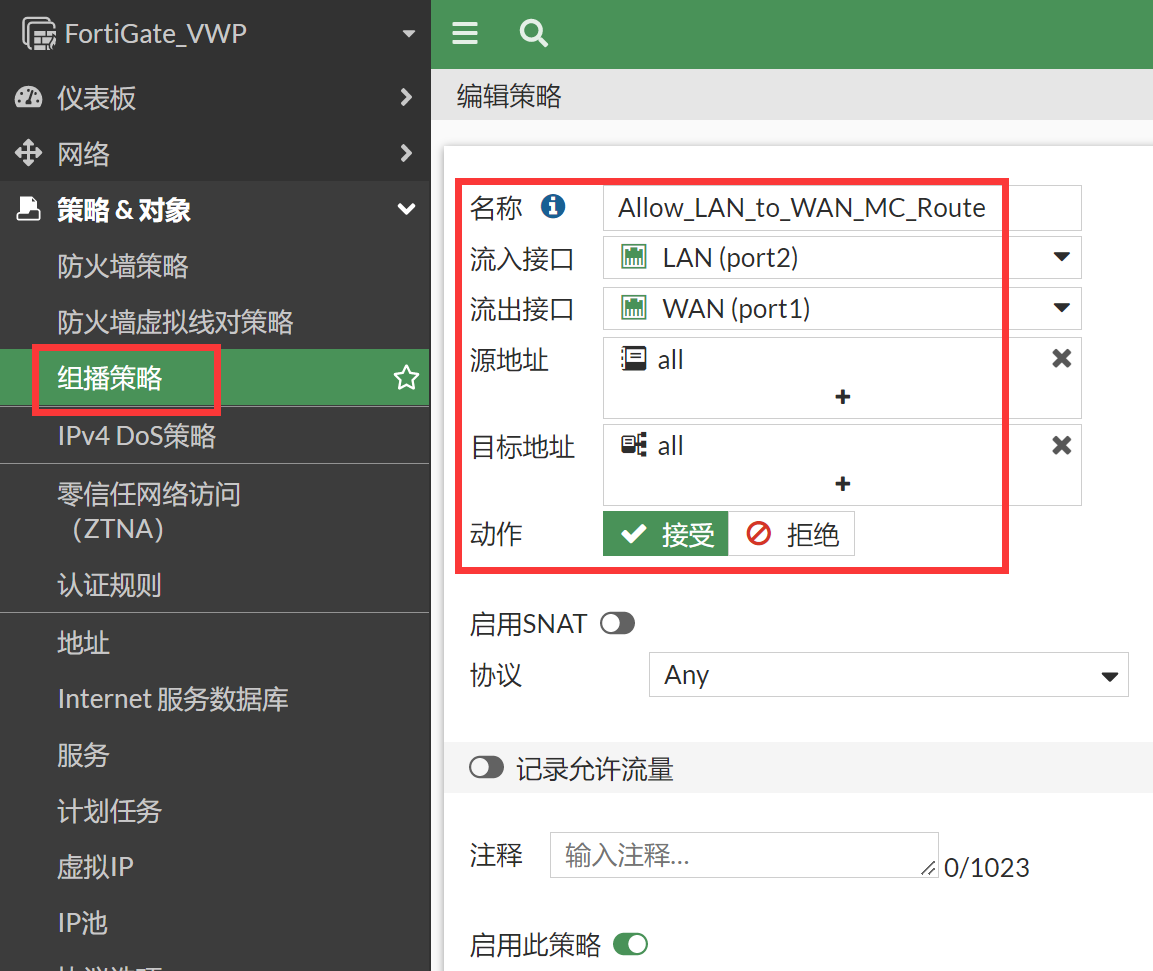 FortiGate_VWP
仪表板
网络
策略 & 对象
防火墙策略
防火墙虚拟线对策略
组播策略
IPv4 DoS策略
零信任网络访问
（ZTNA）
认证规则
地址
Internet 服务数据库
服务
计划任务
虚拟IP
IP池
协议选项
编辑策略
名称 Allow_LAN_to_WAN_MC_Route
流入接口 LAN (port2)
流出接口 WAN (port1)
源地址 all
+
目标地址 all
+
动作 接受 拒绝
启用SNAT
协议 Any
记录允许流量
注释 输入注释... 0/1023
启用此策略